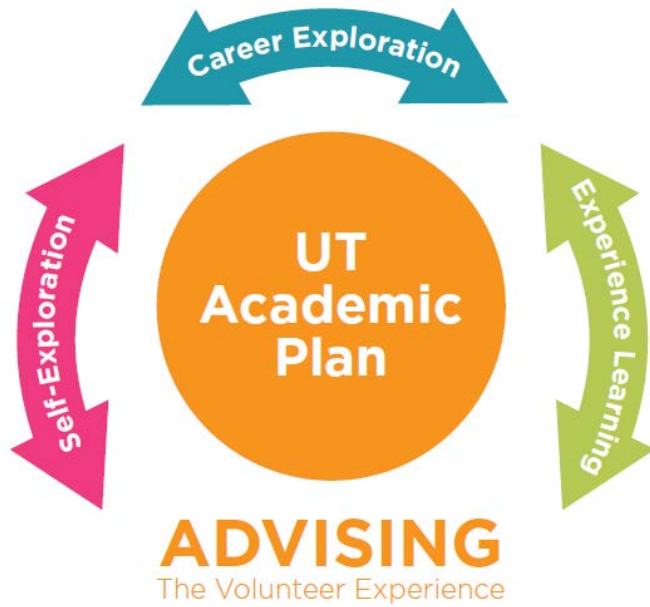 Career Exploration
Self-Exploration
UT
Academic
Plan
Experience Learning
ADVISING
The Volunteer Experience